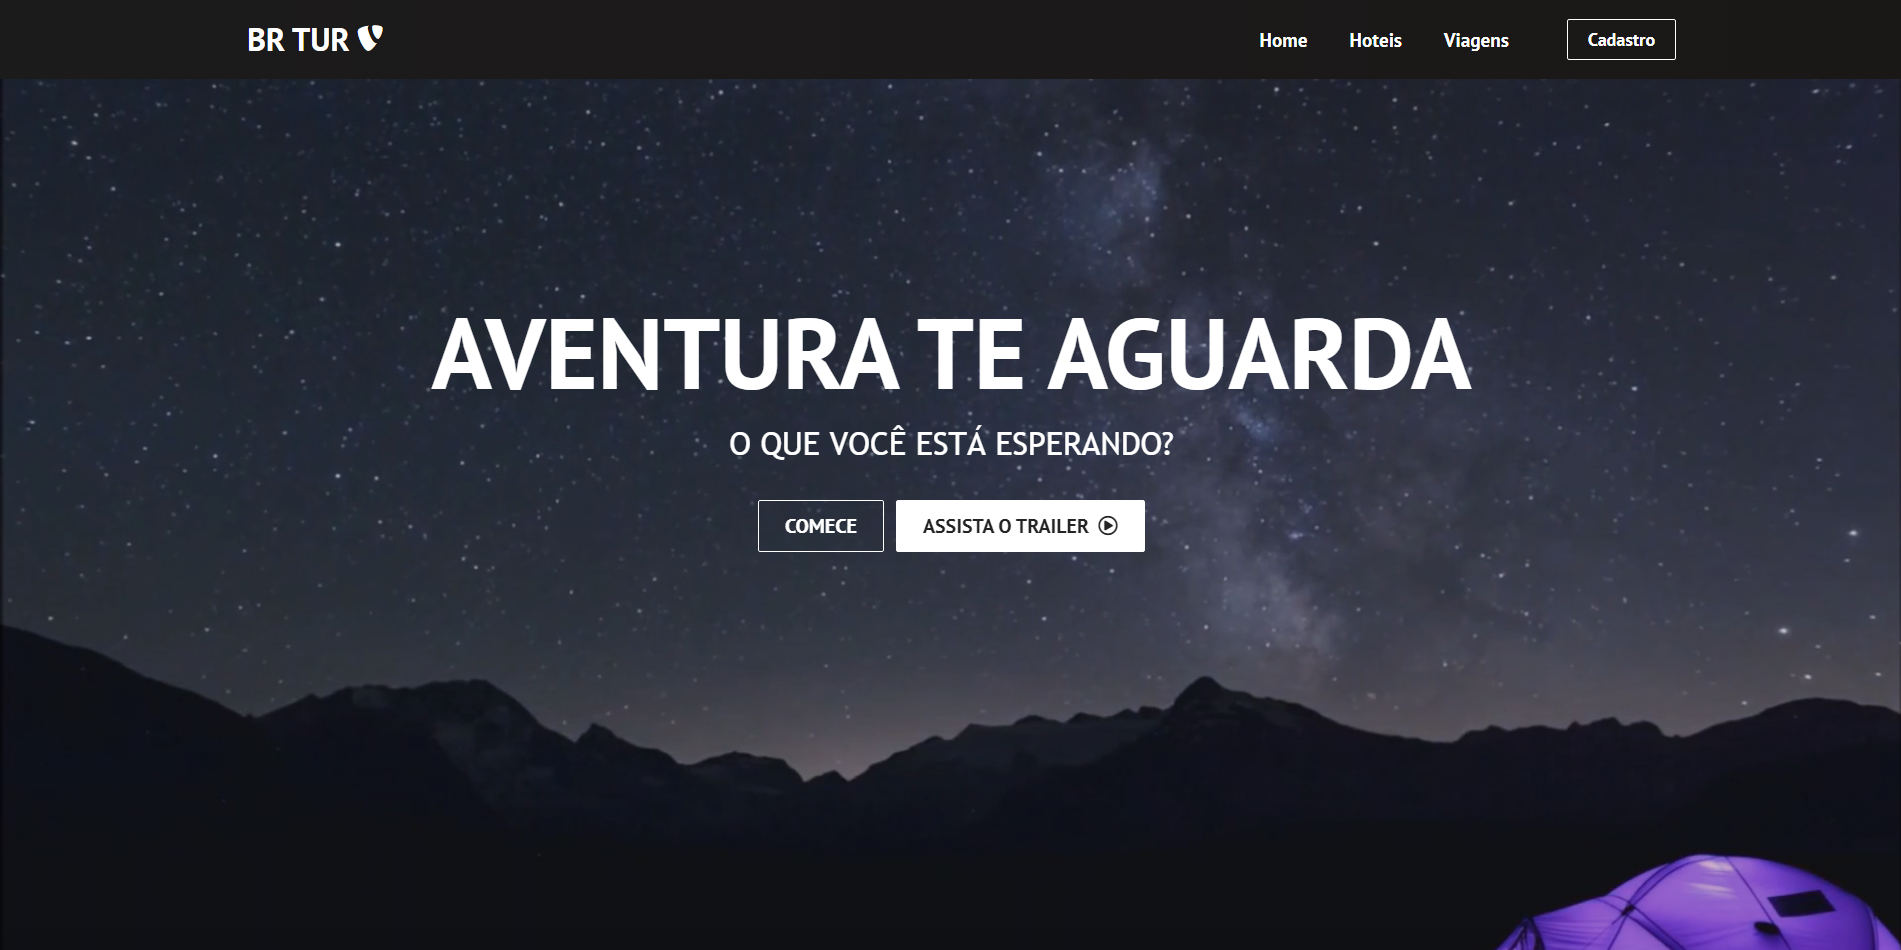 BR TUR
Home Hoteis Viagens Cadastro
AVENTURA TE AGUARDA
O QUE VOCÊ ESTÁ ESPERANDO?
COMECE ASSISTA O TRAILER